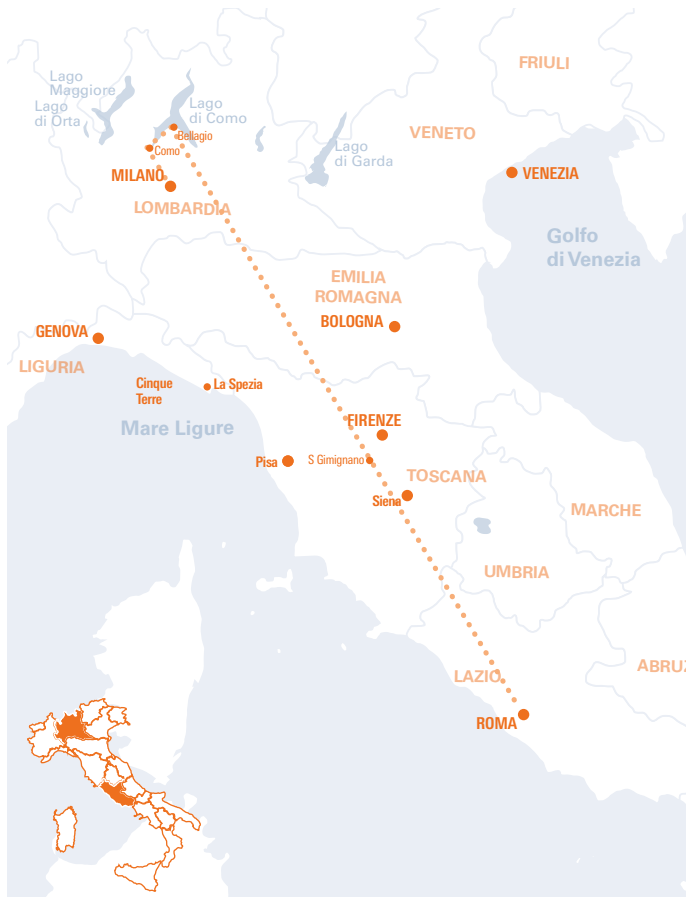 FRIULI
Lago
Maggiore
Lago
di Orta
Lago
di Como
VENETO
Bellagio
Como
Lago
di Garda
MILANO
VENEZIA
LOMBARDIA
Golfo
di Venezia
EMILIA
ROMAGNA
BOLOGNA
GENOVA
LIGURIA
Cinque
Terre
La Spezia
Mare Ligure
FIRENZE
Pisa
S Gimignano
TOSCANA
Siena
MARCHE
UMBRIA
LAZIO
ABRUZ
ROMA